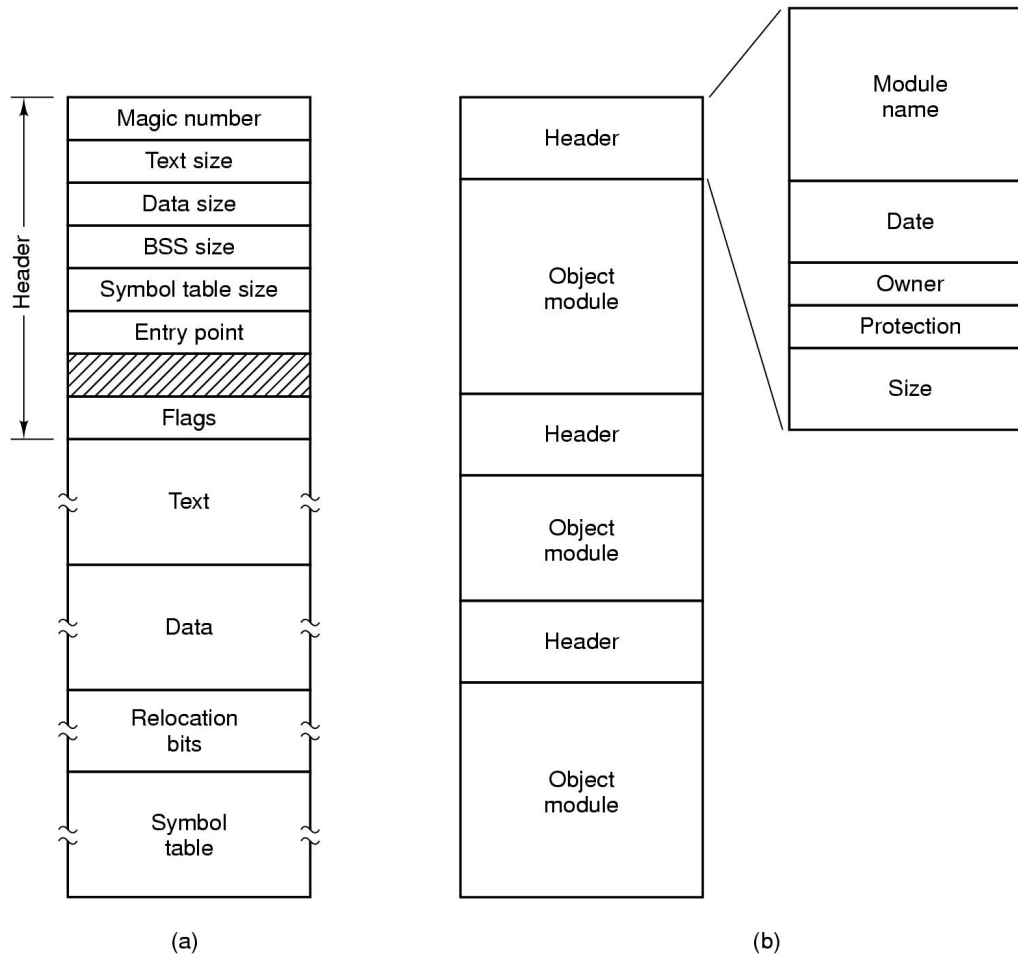 Header
Magic number
Text size
Data size
BSS size
Symbol table size
Entry point
Flags
Text
Data
Relocation
bits
Symbol
table
(a)
Header
Object
module
Header
Object
module
Header
Object
module
Module
name
Date
Owner
Protection
Size
(b)